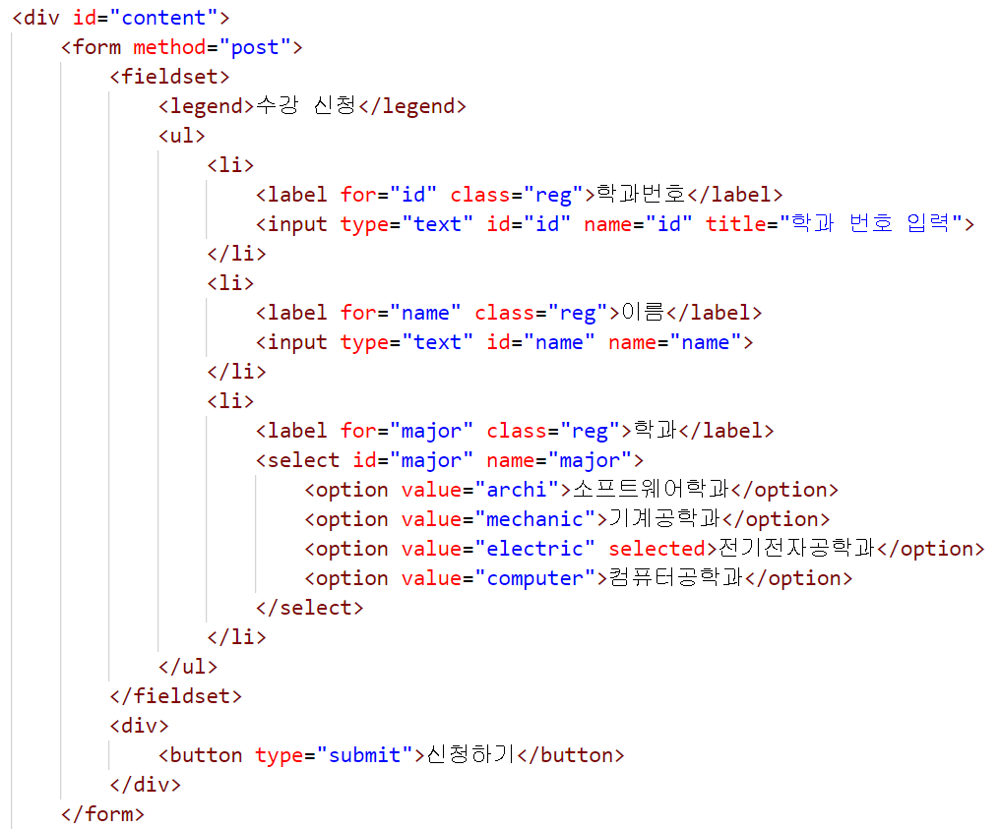 <div id="content">
<form method="post">
<fieldset>
<legend>수강 신청</legend>
<ul>
<li>
<label for="id" class="reg">학과번호</label>
<input type="text" id="id" name="id" title="학과 번호 입력">
</li>
<li>
<label for="name" class="reg">이름</label>
<input type="text" id="name" name="name">
</li>
<li>
<label for="major" class="reg">학과</label>
<select id="major" name="major">
<option value="archi">소프트웨어학과</option>
<option value="mechanic">기계공학과</option>
<option value="electric" selected>전기전자공학과</option>
<option value="computer">컴퓨터공학과</option>
</select>
</li>
</ul>
</fieldset>
<div>
<button type="submit">신청하기</button>
</div>
</form>